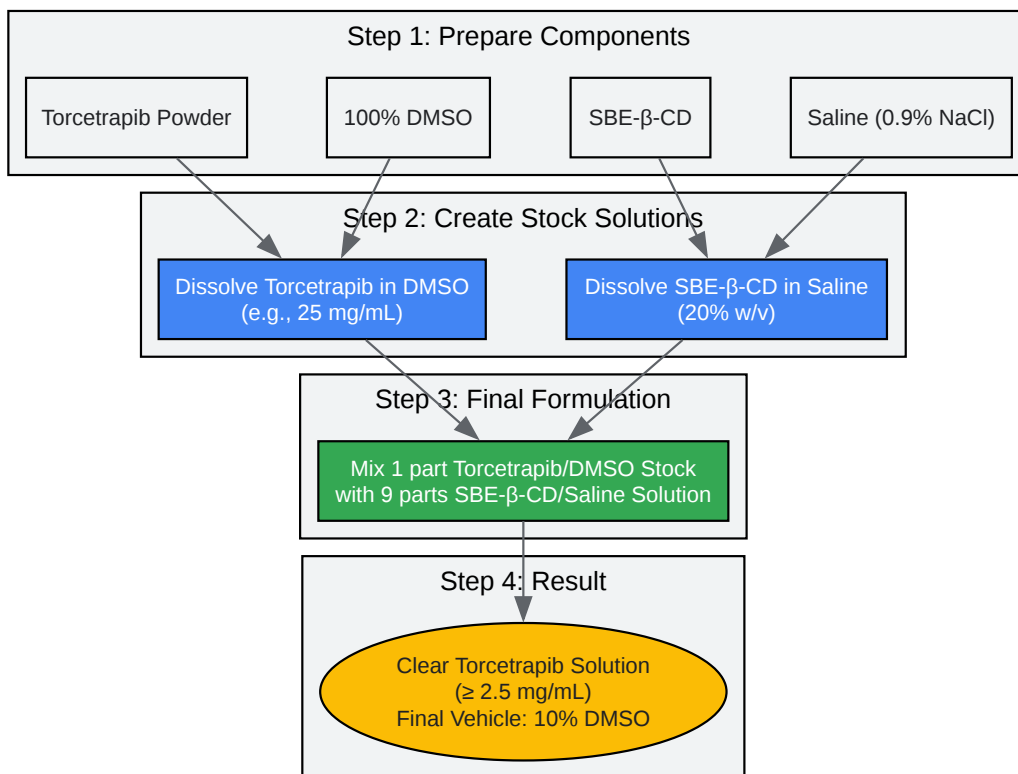 Step 1: Prepare Components
Torcetrapib Powder
100% DMSO
SBE-β-CD
Saline (0.9% NaCl)
Step 2: Create Stock Solutions
Dissolve Torcetrapib in DMSO
(e.g., 25 mg/mL)
Dissolve SBE-β-CD in Saline
(20% w/v)
Step 3: Final Formulation
Mix 1 part Torcetrapib/DMSO Stock
with 9 parts SBE-β-CD/Saline Solution
Step 4: Result
Clear Torcetrapib Solution
(≥ 2.5 mg/mL)
Final Vehicle: 10% DMSO